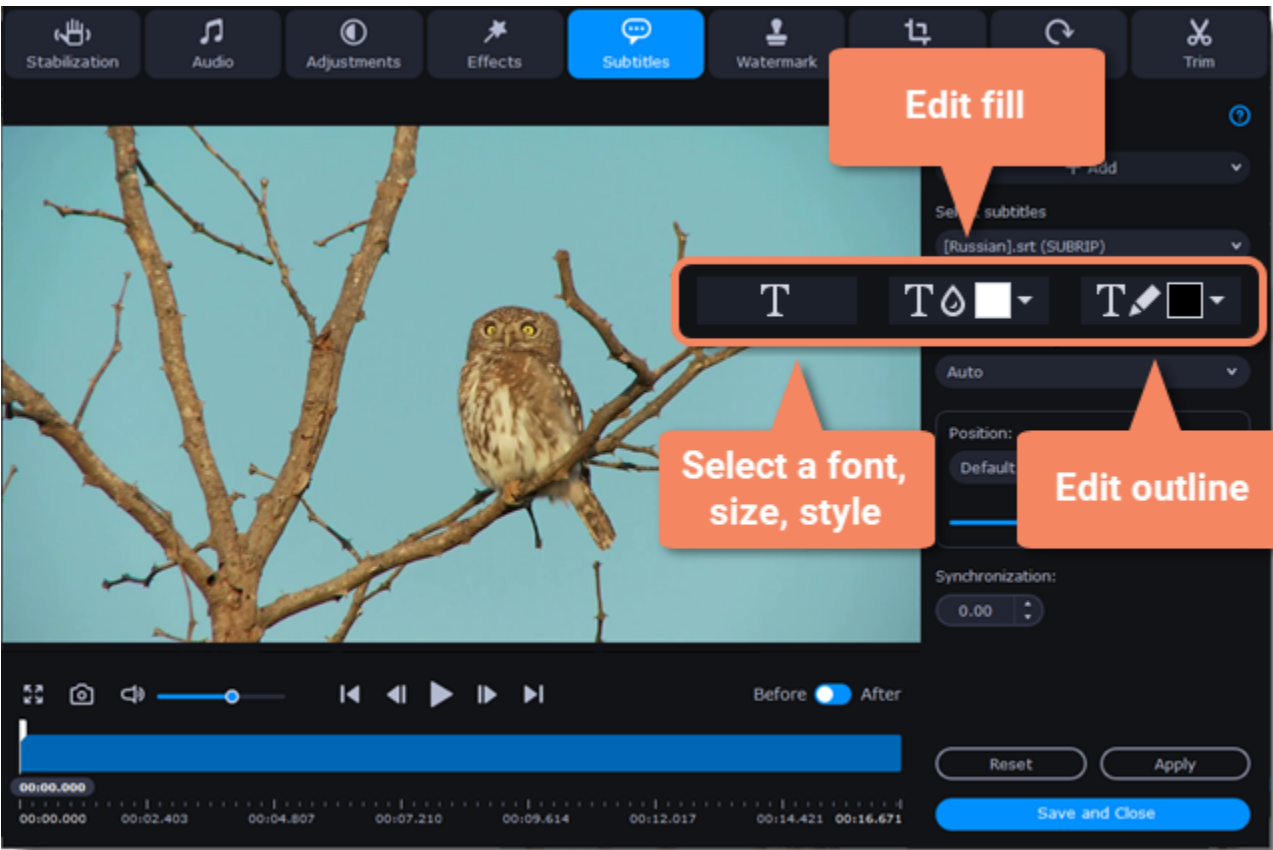 Stabilization
Audio
Adjustments
Effects
Subtitles
Watermark
Trim
Edit fill
+ Add
subtitles
[Russian].srt (SUBRIP)
T
T
T
Auto
Select a font,
size, style
Position:
Default
Edit outline
Synchronization:
0.00
Before
After
00:00.000
00:00.000 00:02.403 00:04.807 00:07.210 00:09.614 00:12.017 00:14.421 00:16.671
Reset
Apply
Save and Close